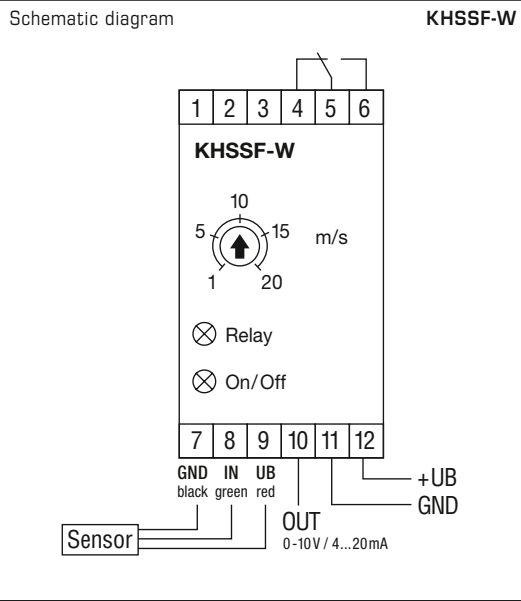 Schematic diagram KHSSF-W
1 2 3 4 5 6
KHSSF-W
10
5 15 m/s
1 20
Relay
On/Off
7 8 9 10 11 12
GND IN UB
black green red
+UB
GND
OUT
0-10V / 4...20mA
Sensor